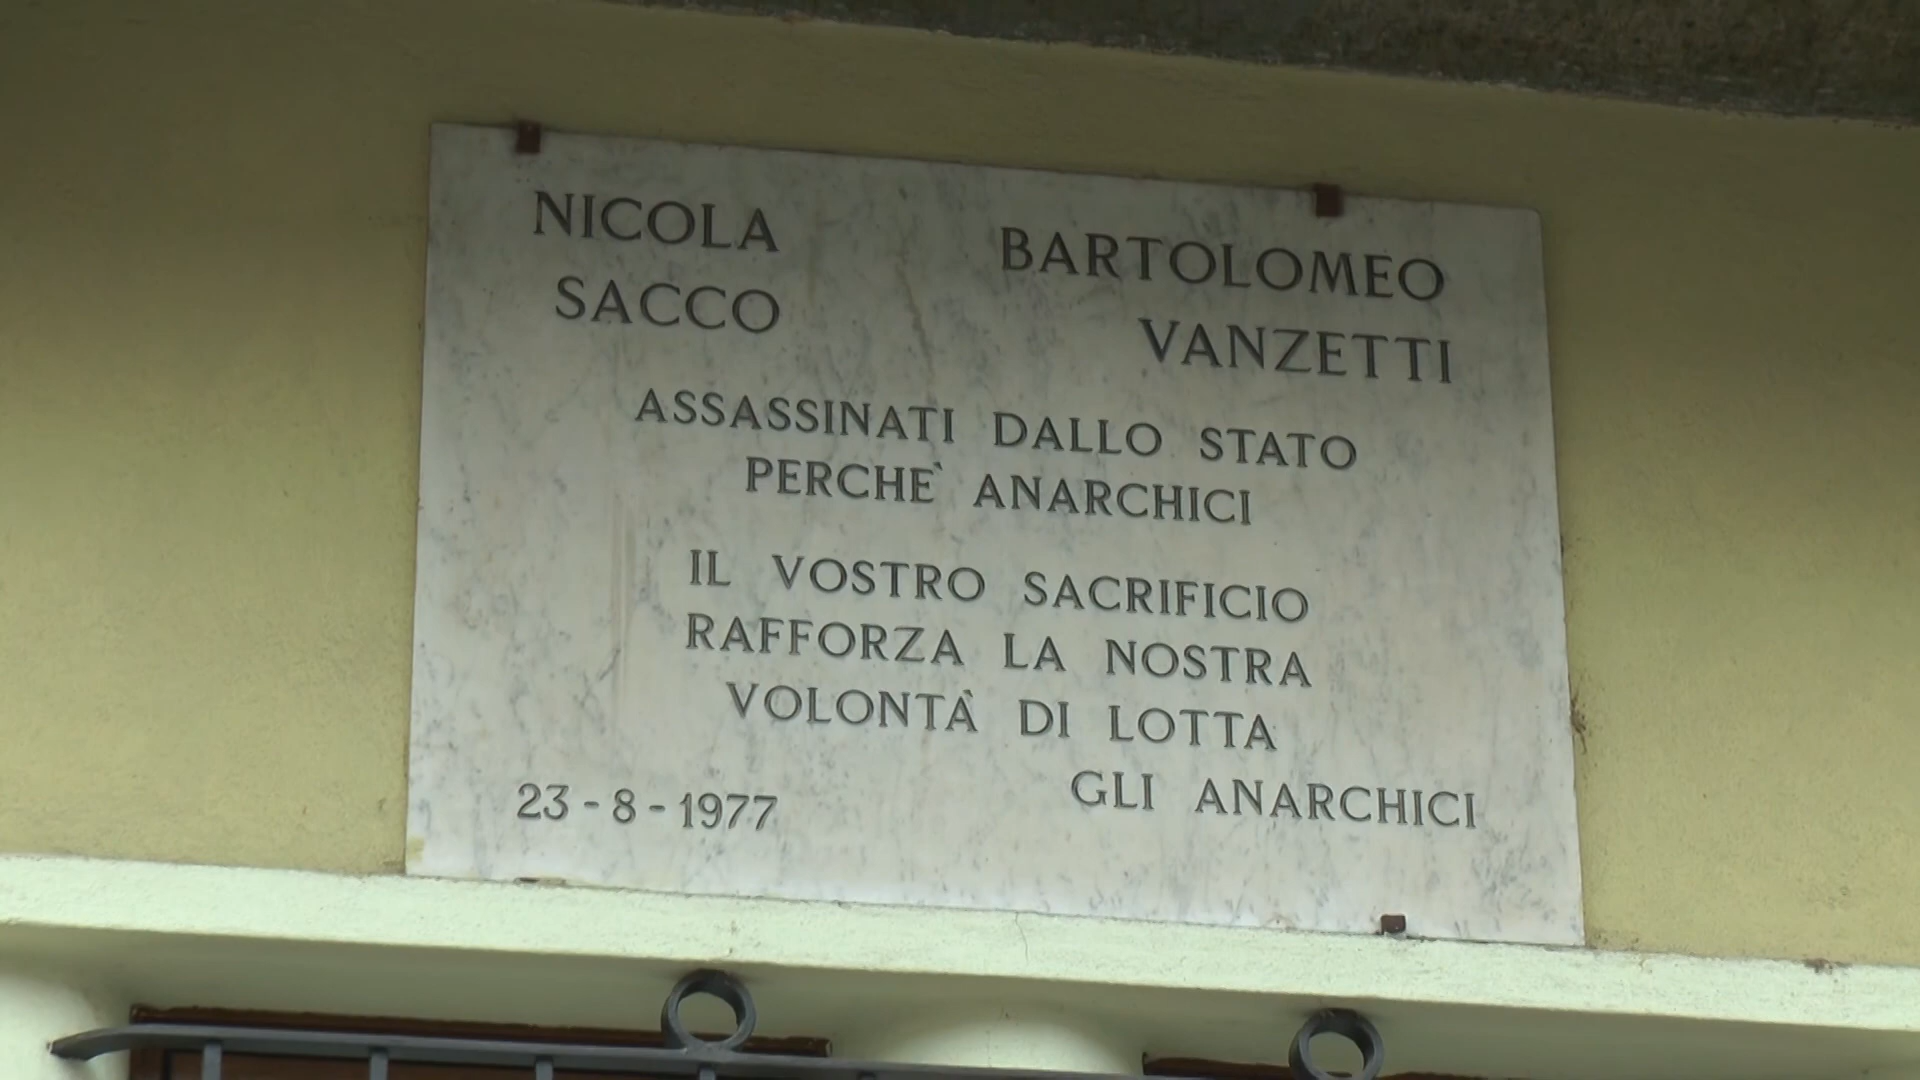 NICOLA BARTOLOMEO
SACCO VANZETTI
ASSASSINATI DALLO STATO
PERCHE` ANARCHICI
IL VOSTRO SACRIFICIO
RAFFORZA LA NOSTRA
VOLONTÀ DI LOTTA
GLI ANARCHICI
23-8-1977